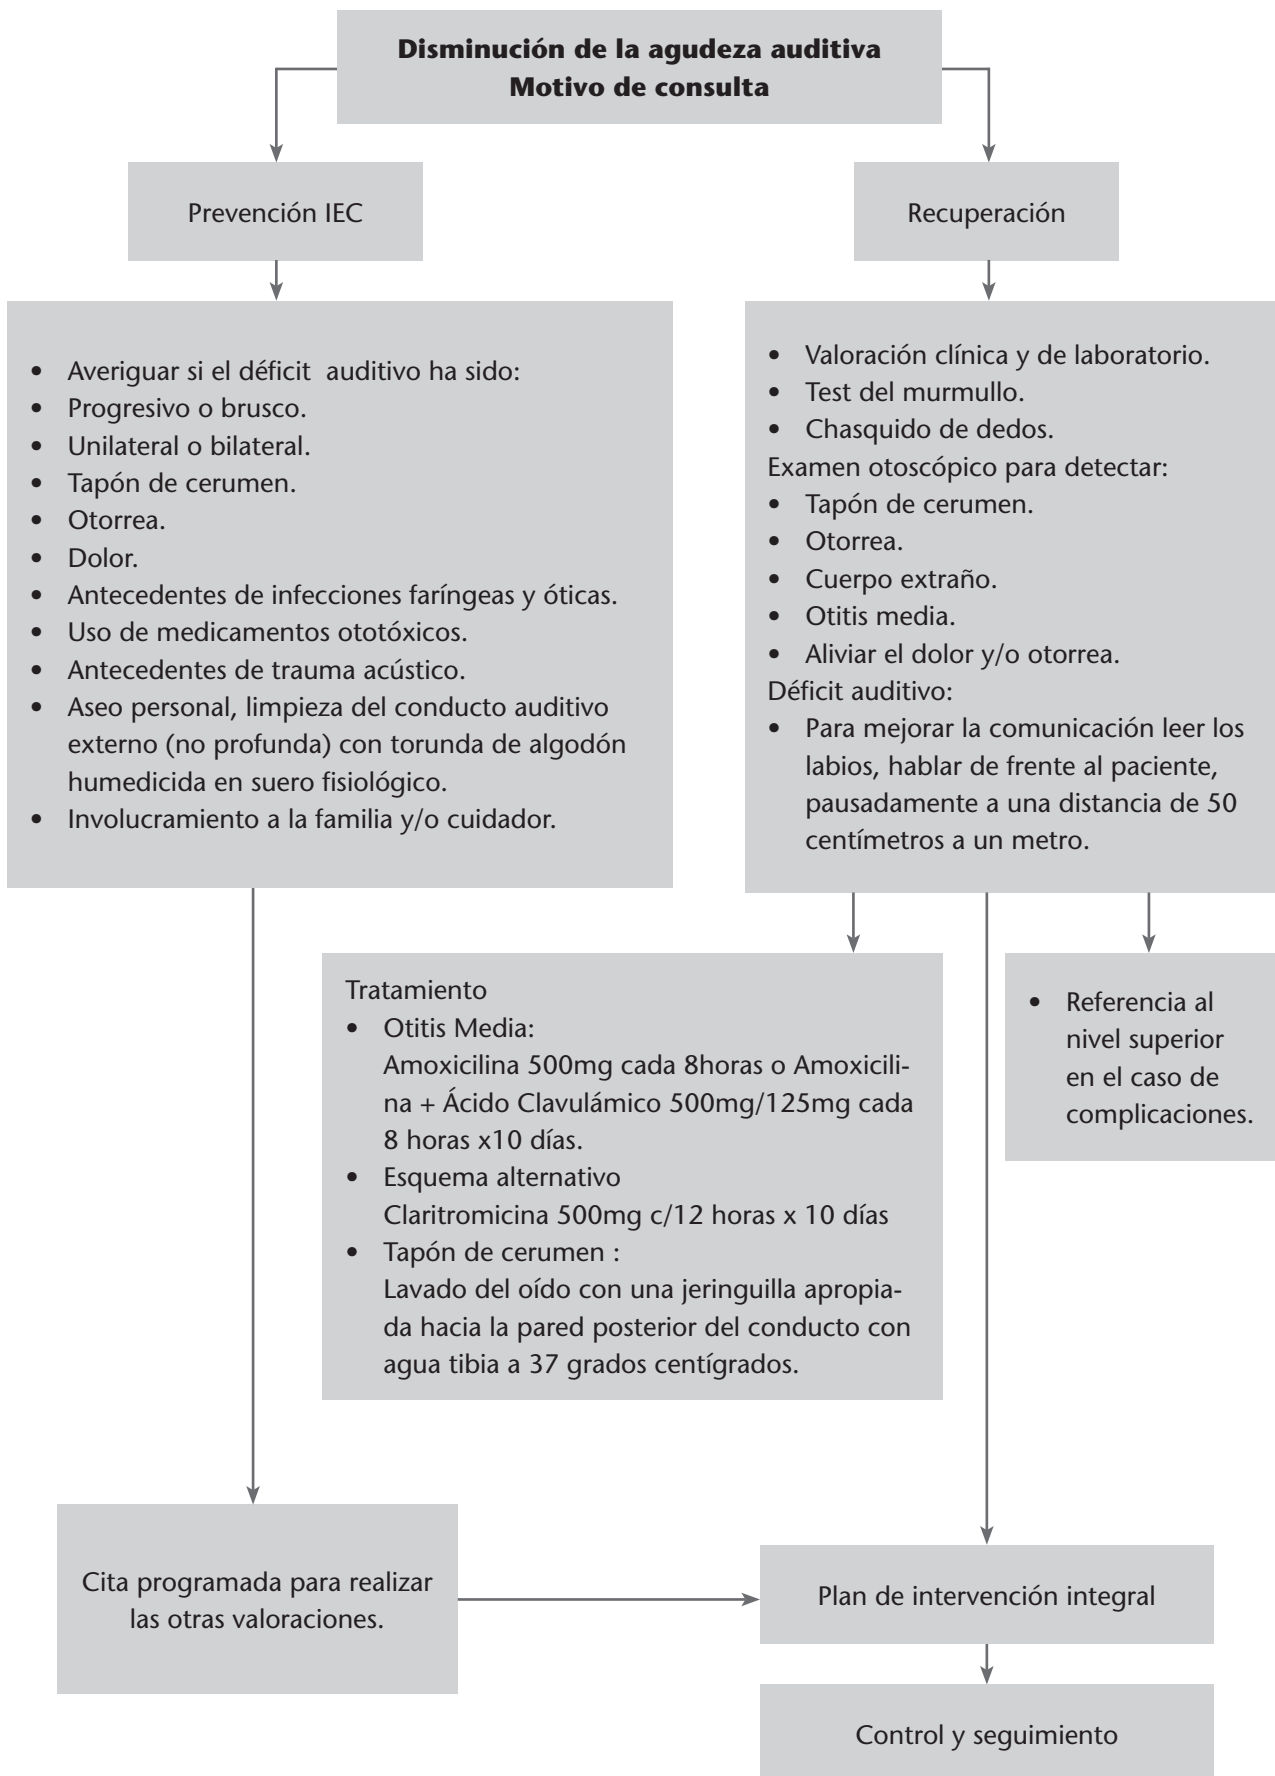 Disminución de la agudeza auditiva
Motivo de consulta
Prevención IEC
Recuperación
• Averiguar si el déficit  auditivo ha sido:
• Progresivo o brusco.
• Unilateral o bilateral.
• Tapón de cerumen.
• Otorrea.
• Dolor.
• Antecedentes de infecciones faríngeas y óticas.
• Uso de medicamentos ototóxicos.
• Antecedentes de trauma acústico.
• Aseo personal, limpieza del conducto auditivo
externo (no profunda) con torunda de algodón
humedicida en suero fisiológico.
• Involucramiento a la familia y/o cuidador.
• Valoración clínica y de laboratorio.
• Test del murmullo.
• Chasquido de dedos.
Examen otoscópico para detectar:
• Tapón de cerumen.
• Otorrea.
• Cuerpo extraño.
• Otitis media.
• Aliviar el dolor y/o otorrea.
Déficit auditivo:
• Para mejorar la comunicación leer los
labios, hablar de frente al paciente,
pausadamente a una distancia de 50
centímetros a un metro.
Tratamiento
• Otitis Media:
Amoxicilina 500mg cada 8horas o Amoxicili-
na + Ácido Clavulámico 500mg/125mg cada
8 horas x10 días.
• Esquema alternativo
Claritromicina 500mg c/12 horas x 10 días
• Tapón de cerumen :
Lavado del oído con una jeringuilla apropia-
da hacia la pared posterior del conducto con
agua tibia a 37 grados centígrados.
• Referencia al
nivel superior
en el caso de
complicaciones.
Cita programada para realizar
las otras valoraciones.
Plan de intervención integral
Control y seguimiento